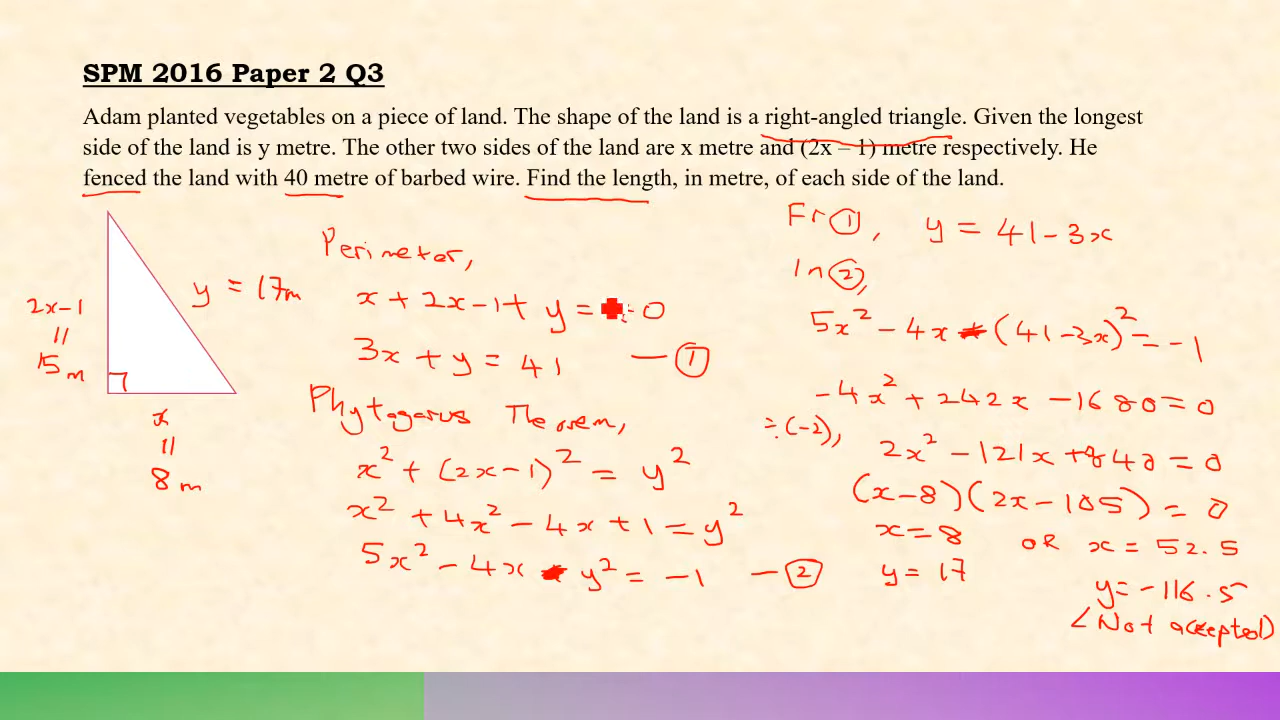 SPM 2016 Paper 2 Q3
Adam planted vegetables on a piece of land. The shape of the land is a right-angled triangle. Given the longest
side of the land is y metre. The other two sides of the land are x metre and (2x – 1) metre respectively. He
fenced the land with 40 metre of barbed wire. Find the length, in metre, of each side of the land.
2x-1
||
15 m
y = 17m
x
||
8 m
Perimeter,
x + 2x - 1 + y = 0
3x + y = 41 — ①
Phytagarus Theorem,
x² + (2x-1)² = y²
x² + 4x² - 4x + 1 = y²
5x² - 4x - y² = -1 — ②
Fr ①, y = 41-3x
In ②,
5x² - 4x - (41-3x)² = -1
-4x² + 242x - 1680 = 0
÷(-2), 2x² - 121x + 840 = 0
(x-8)(2x-105) = 0
x = 8 OR x = 52.5
y = 17 y = -116.5
(Not accepted)